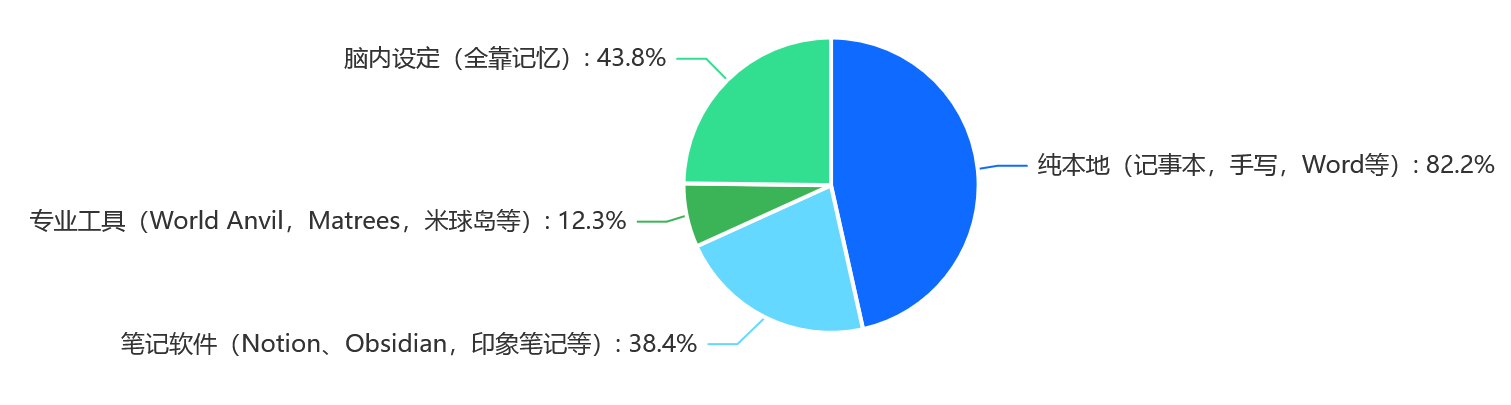 脑内设定（全靠记忆）: 43.8%
纯本地（记事本，手写，Word等）: 82.2%
专业工具（World Anvil，Matrees，米球岛等）: 12.3%
笔记软件（Notion、Obsidian，印象笔记等）: 38.4%